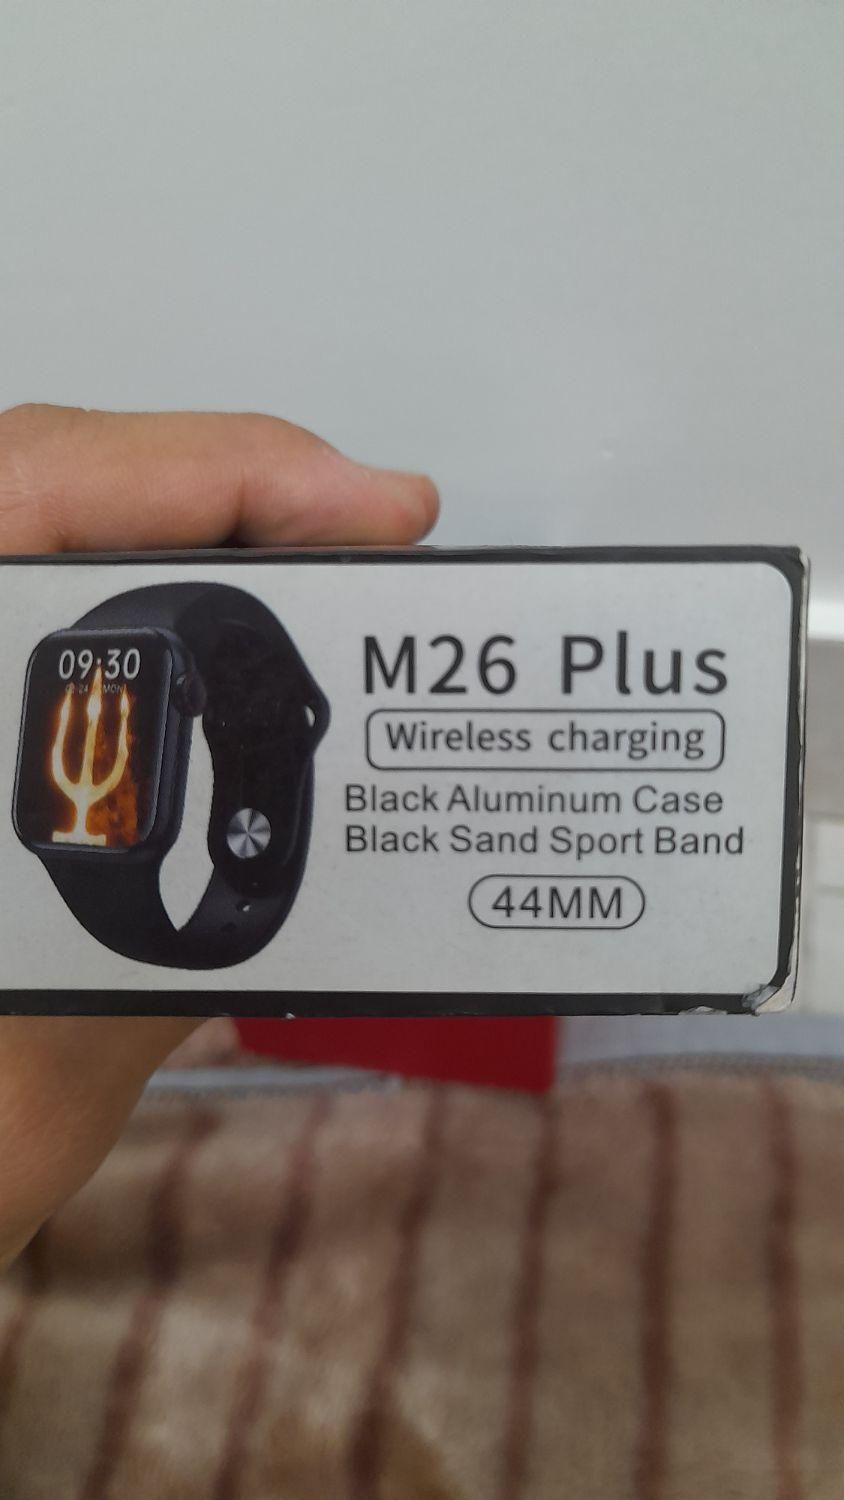 09:30
M26 Plus
Wireless charging
Black Aluminum Case
Black Sand Sport Band
44MM